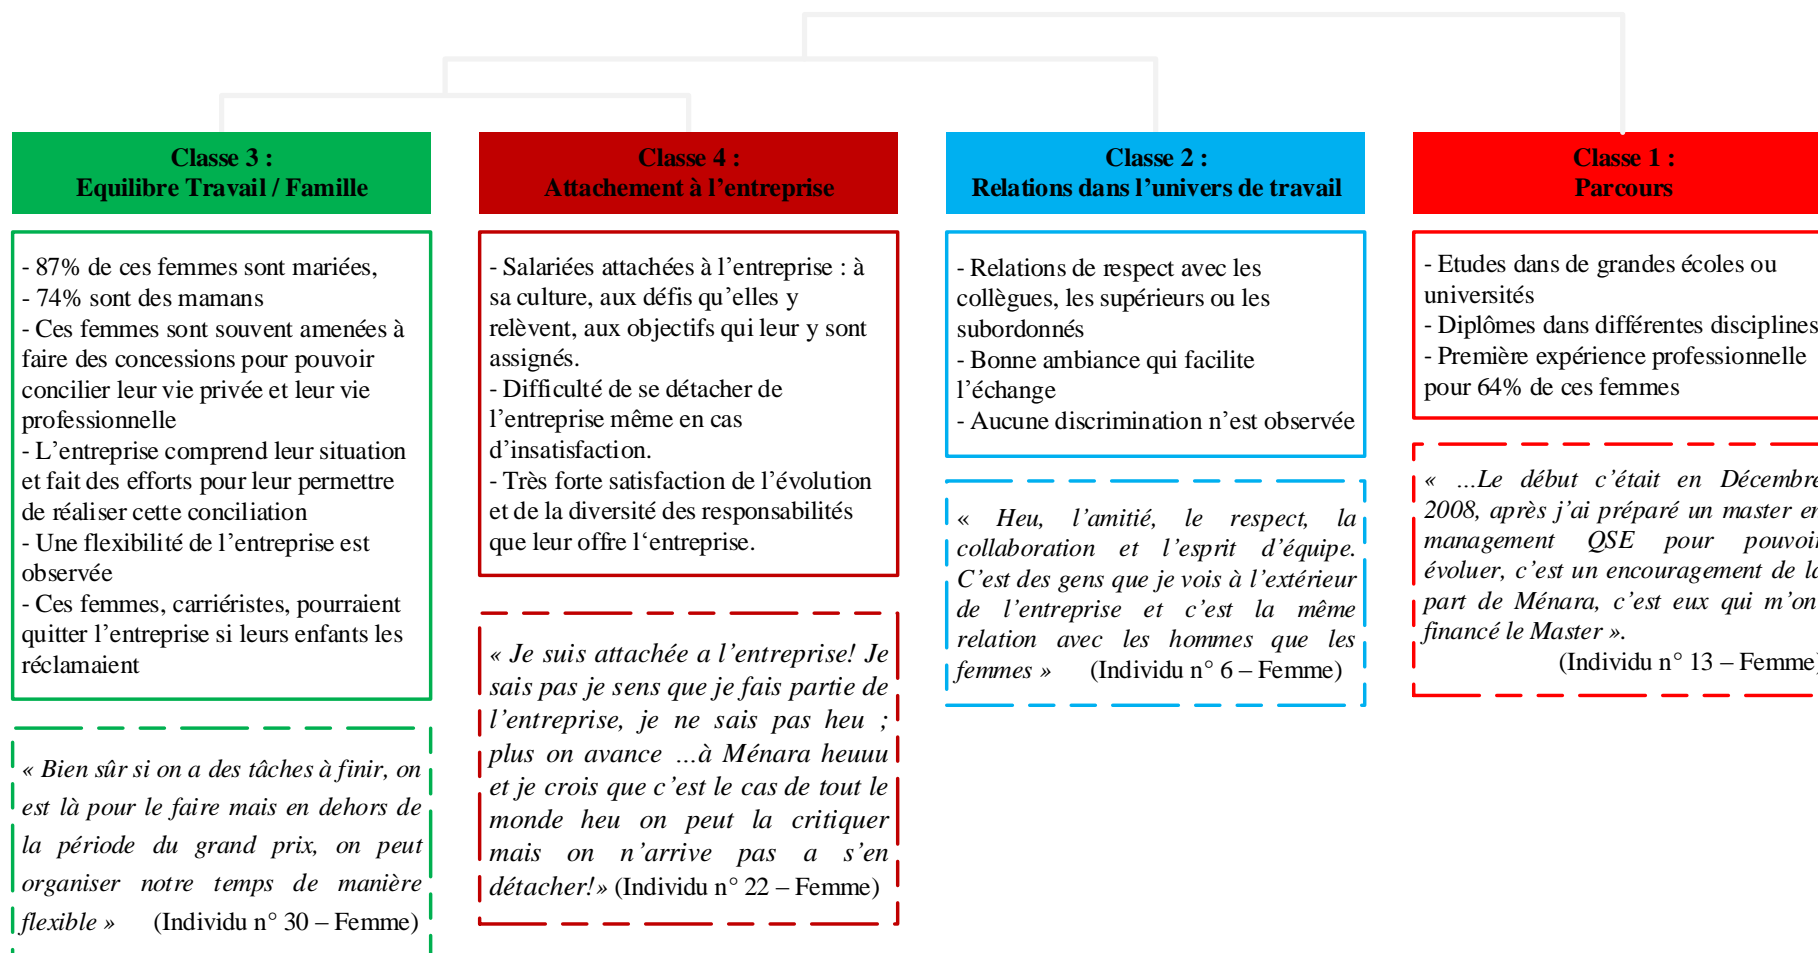 Classe 3 :
Equilibre Travail / Famille
- 87% de ces femmes sont mariées,
- 74% sont des mamans
- Ces femmes sont souvent amenées à
faire des concessions pour pouvoir
concilier leur vie privée et leur vie
professionnelle
- L’entreprise comprend leur situation
et fait des efforts pour leur permettre
de réaliser cette conciliation
- Une flexibilité de l’entreprise est
observée
- Ces femmes, carriéristes, pourraient
quitter l’entreprise si leurs enfants les
réclamaient
« Bien sûr si on a des tâches à finir, on
est là pour le faire mais en dehors de
la période du grand prix, on peut
organiser notre temps de manière
flexible » (Individu n° 30 – Femme)
Classe 4 :
Attachement à l’entreprise
- Salariées attachées à l’entreprise : à
sa culture, aux défis qu’elles y
relèvent, aux objectifs qui leur y sont
assignés.
- Difficulté de se détacher de
l’entreprise même en cas
d’insatisfaction.
- Très forte satisfaction de l’évolution
et de la diversité des responsabilités
que leur offre l‘entreprise.
« Je suis attachée a l’entreprise! Je
sais pas je sens que je fais partie de
l’entreprise, je ne sais pas heu ;
plus on avance …à Ménara heuuu
et je crois que c’est le cas de tout le
monde heu on peut la critiquer
mais on n’arrive pas a s’en
détacher!» (Individu n° 22 – Femme)
Classe 2 :
Relations dans l’univers de travail
- Relations de respect avec les
collègues, les supérieurs ou les
subordonnés
- Bonne ambiance qui facilite
l’échange
- Aucune discrimination n’est observée
« Heu, l’amitié, le respect, la
collaboration et l’esprit d’équipe.
C’est des gens que je vois à l’extérieur
de l’entreprise et c’est la même
relation avec les hommes que les
femmes » (Individu n° 6 – Femme)
Classe 1 :
Parcours
- Etudes dans de grandes écoles ou
universités
- Diplômes dans différentes disciplines
- Première expérience professionnelle
pour 64% de ces femmes
« …Le début c’était en Décembre
2008, après j’ai préparé un master en
management QSE pour pouvoir
évoluer, c’est un encouragement de la
part de Ménara, c’est eux qui m’on
financé le Master ».
(Individu n° 13 – Femme)